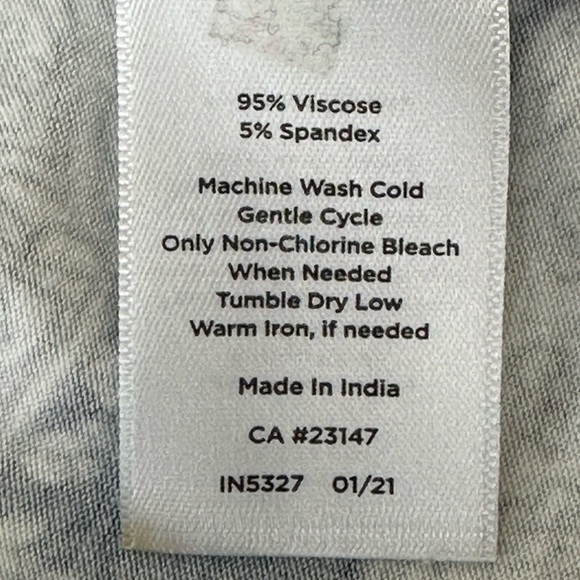 95% Viscose
5% Spandex
Machine Wash Cold
Gentle Cycle
Only Non-Chlorine Bleach
When Needed
Tumble Dry Low
Warm Iron, if needed
Made In India
CA #23147
IN5327 01/21